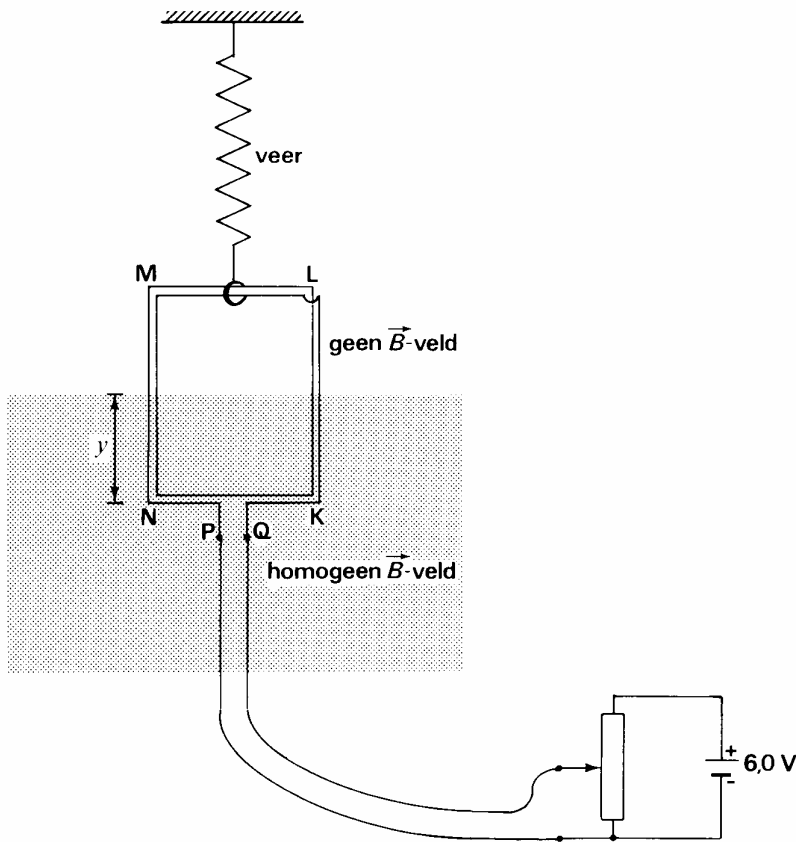 veer
M L
geen B-veld
y
N K
P Q
homogeen B-veld
+
6,0 V
-